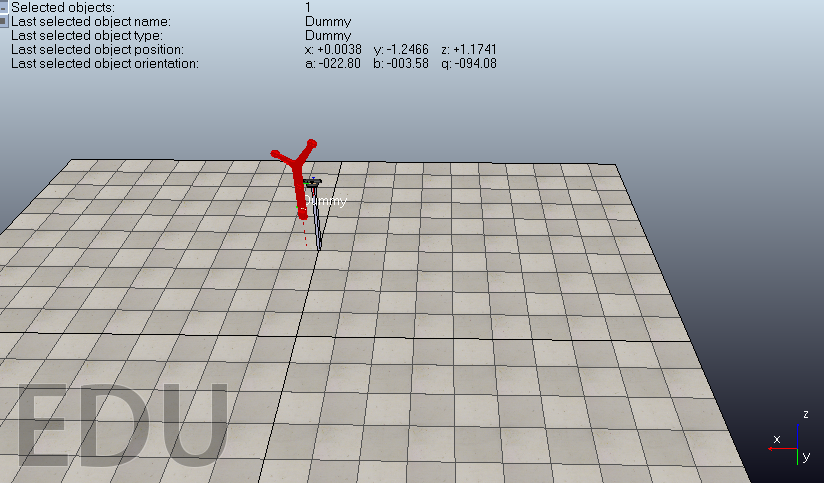 Selected objects: 1
Last selected object name: Dummy
Last selected object type: Dummy
Last selected object position: x: +0.0038 y: -1.2466 z: +1.1741
Last selected object orientation: a: -022.80 b: -003.58 q: -094.08
Dummy
EDU
z
x
y